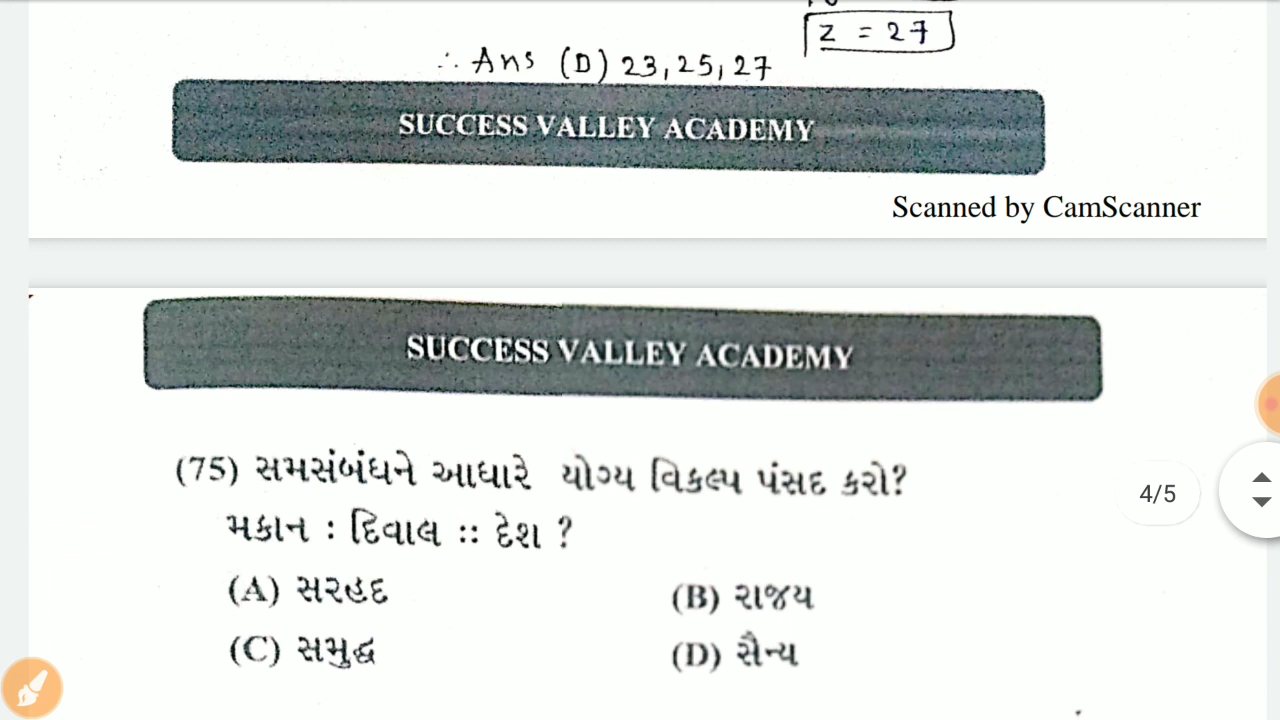 z = 27
∴ Ans (D) 23, 25, 27
SUCCESS VALLEY ACADEMY
Scanned by CamScanner
SUCCESS VALLEY ACADEMY
(75) સમસંબંધને આધારે યોગ્ય વિકલ્પ પંસદ કરો?
મકાન : દિવાલ :: દેશ ?
4/5
(A) સરહદ (B) રાજય
(C) સમુદ્ધ (D) સૈન્ય